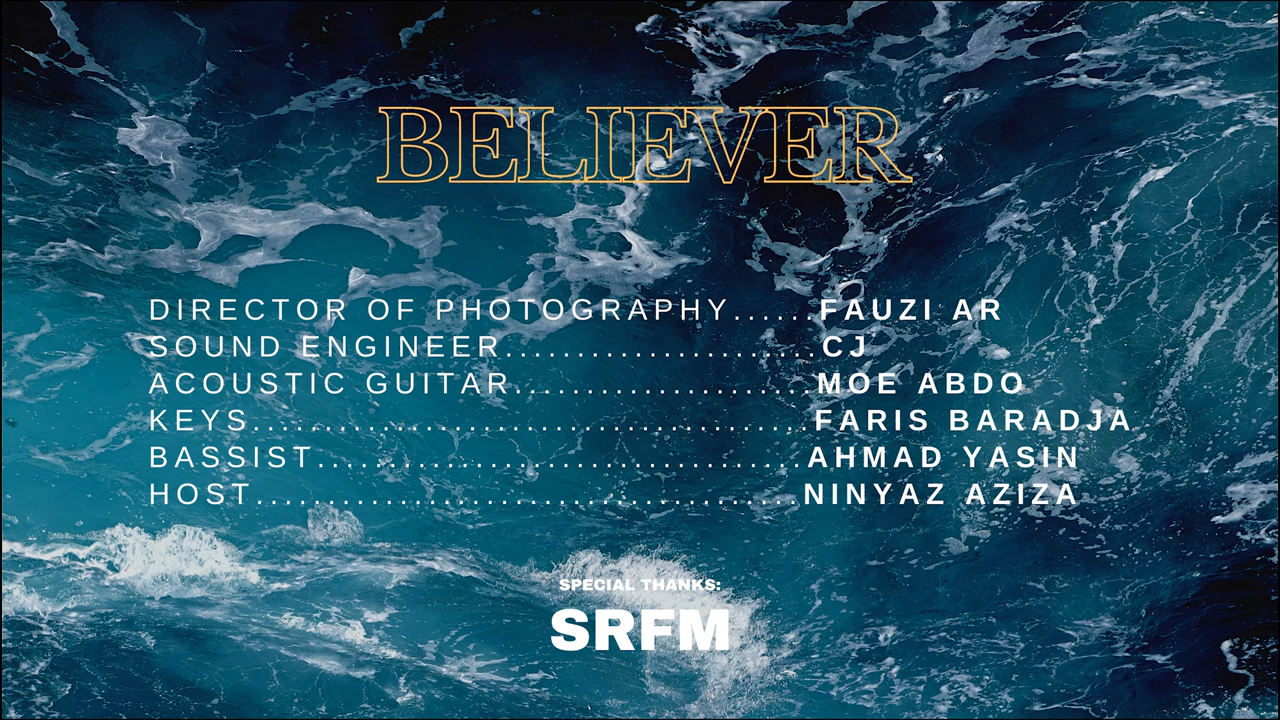 BELIEVER
DIRECTOR OF PHOTOGRAPHY......FAUZI AR
SOUND ENGINEER......................CJ
ACOUSTIC GUITAR.....................MOE ABDO
KEYS.......................................FARIS BARADJA
BASSIST..................................AHMAD YASIN
HOST......................................NINYAZ AZIZA
SPECIAL THANKS:
SRFM